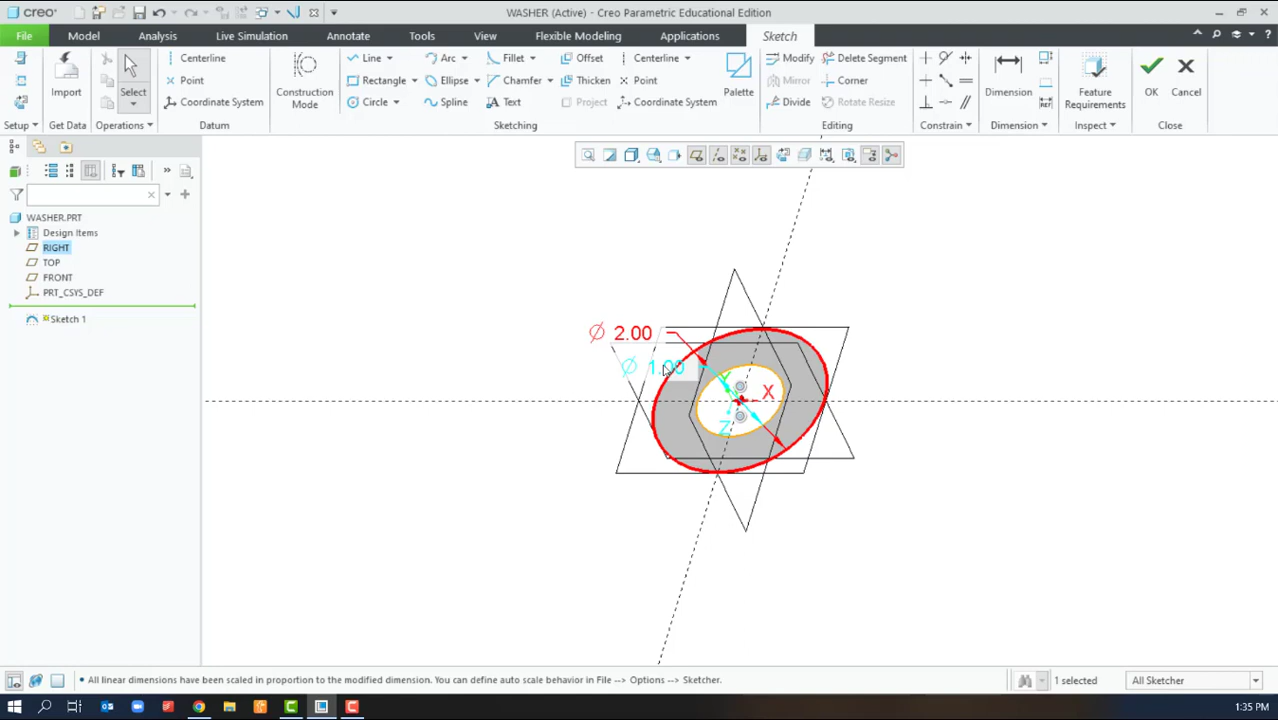 creo
WASHER (Active) - Creo Parametric Educational Edition
File Model Analysis Live Simulation Annotate Tools View Flexible Modeling Applications Sketch
Import
Select
Centerline
Point
Coordinate System
Construction Mode
Line Arc Fillet Offset Centerline
Rectangle Ellipse Chamfer Thicken Point
Circle Spline Text Project Coordinate System
Palette
Modify Delete Segment
Mirror Corner
Divide Rotate Resize
Dimension
Feature Requirements
OK Cancel
Setup Get Data Operations Datum Sketching Editing Constrain Dimension Inspect Close
WASHER.PRT
Design Items
RIGHT
TOP
FRONT
PRT_CSYS_DEF
Sketch 1
Ø 2.00
Ø 1.00
Y
X
Z
• All linear dimensions have been scaled in proportion to the modified dimension. You can define auto scale behavior in File --> Options --> Sketcher.
1 selected
All Sketcher
1:35 PM